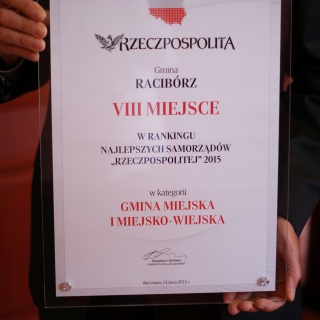 RZECZPOSPOLITA
Gmina
RACIBÓRZ
VIII MIEJSCE
W RANKINGU
NAJLEPSZYCH SAMORZĄDÓW
„RZECZPOSPOLITEJ” 2015
w kategorii
GMINA MIEJSKA
I MIEJSKO-WIEJSKA